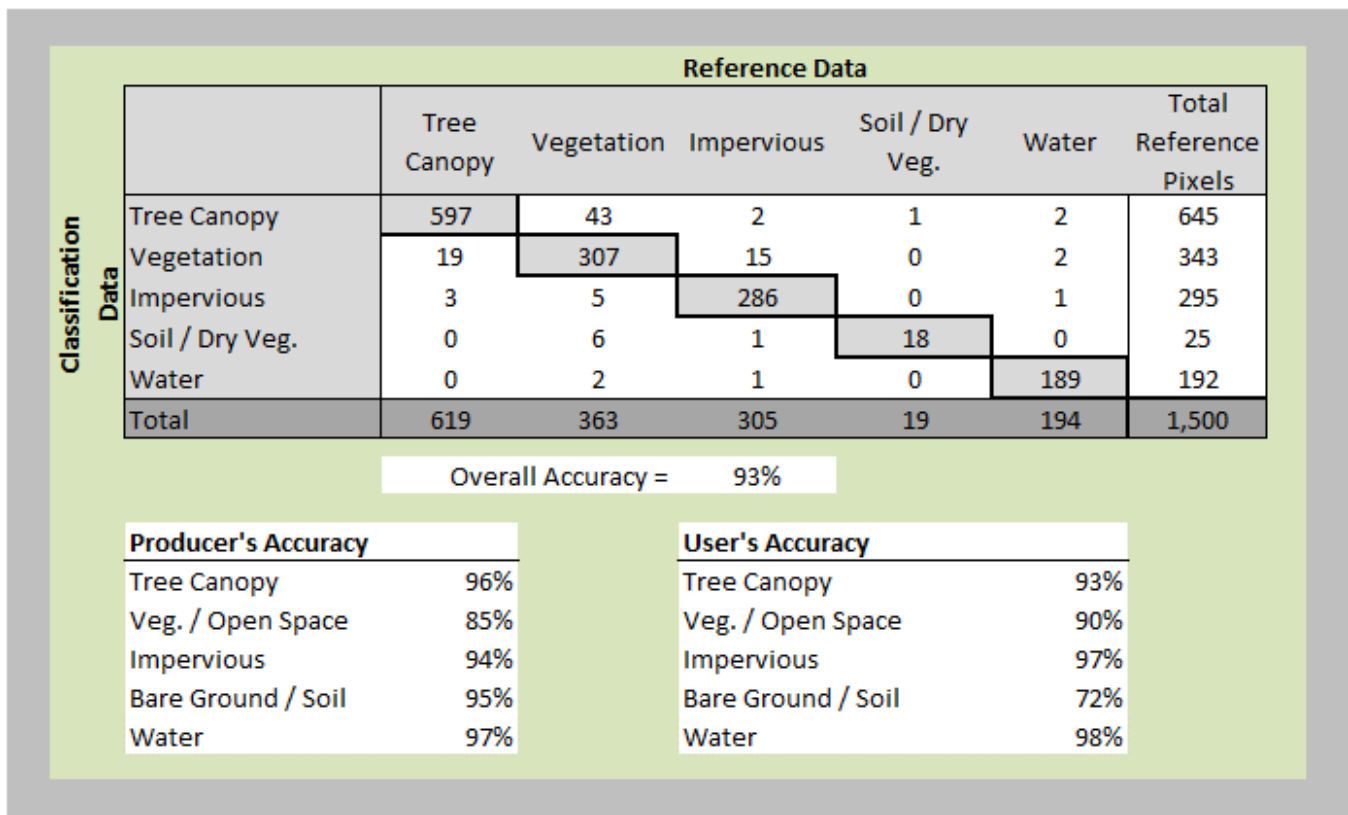 Reference Data
Tree Canopy Vegetation Impervious Soil / Dry Veg. Water Total Reference Pixels
Classification Data
Tree Canopy 597 43 2 1 2 645
Vegetation 19 307 15 0 2 343
Impervious 3 5 286 0 1 295
Soil / Dry Veg. 0 6 1 18 0 25
Water 0 2 1 0 189 192
Total 619 363 305 19 194 1,500
Overall Accuracy = 93%
Producer's Accuracy
Tree Canopy 96%
Veg. / Open Space 85%
Impervious 94%
Bare Ground / Soil 95%
Water 97%
User's Accuracy
Tree Canopy 93%
Veg. / Open Space 90%
Impervious 97%
Bare Ground / Soil 72%
Water 98%